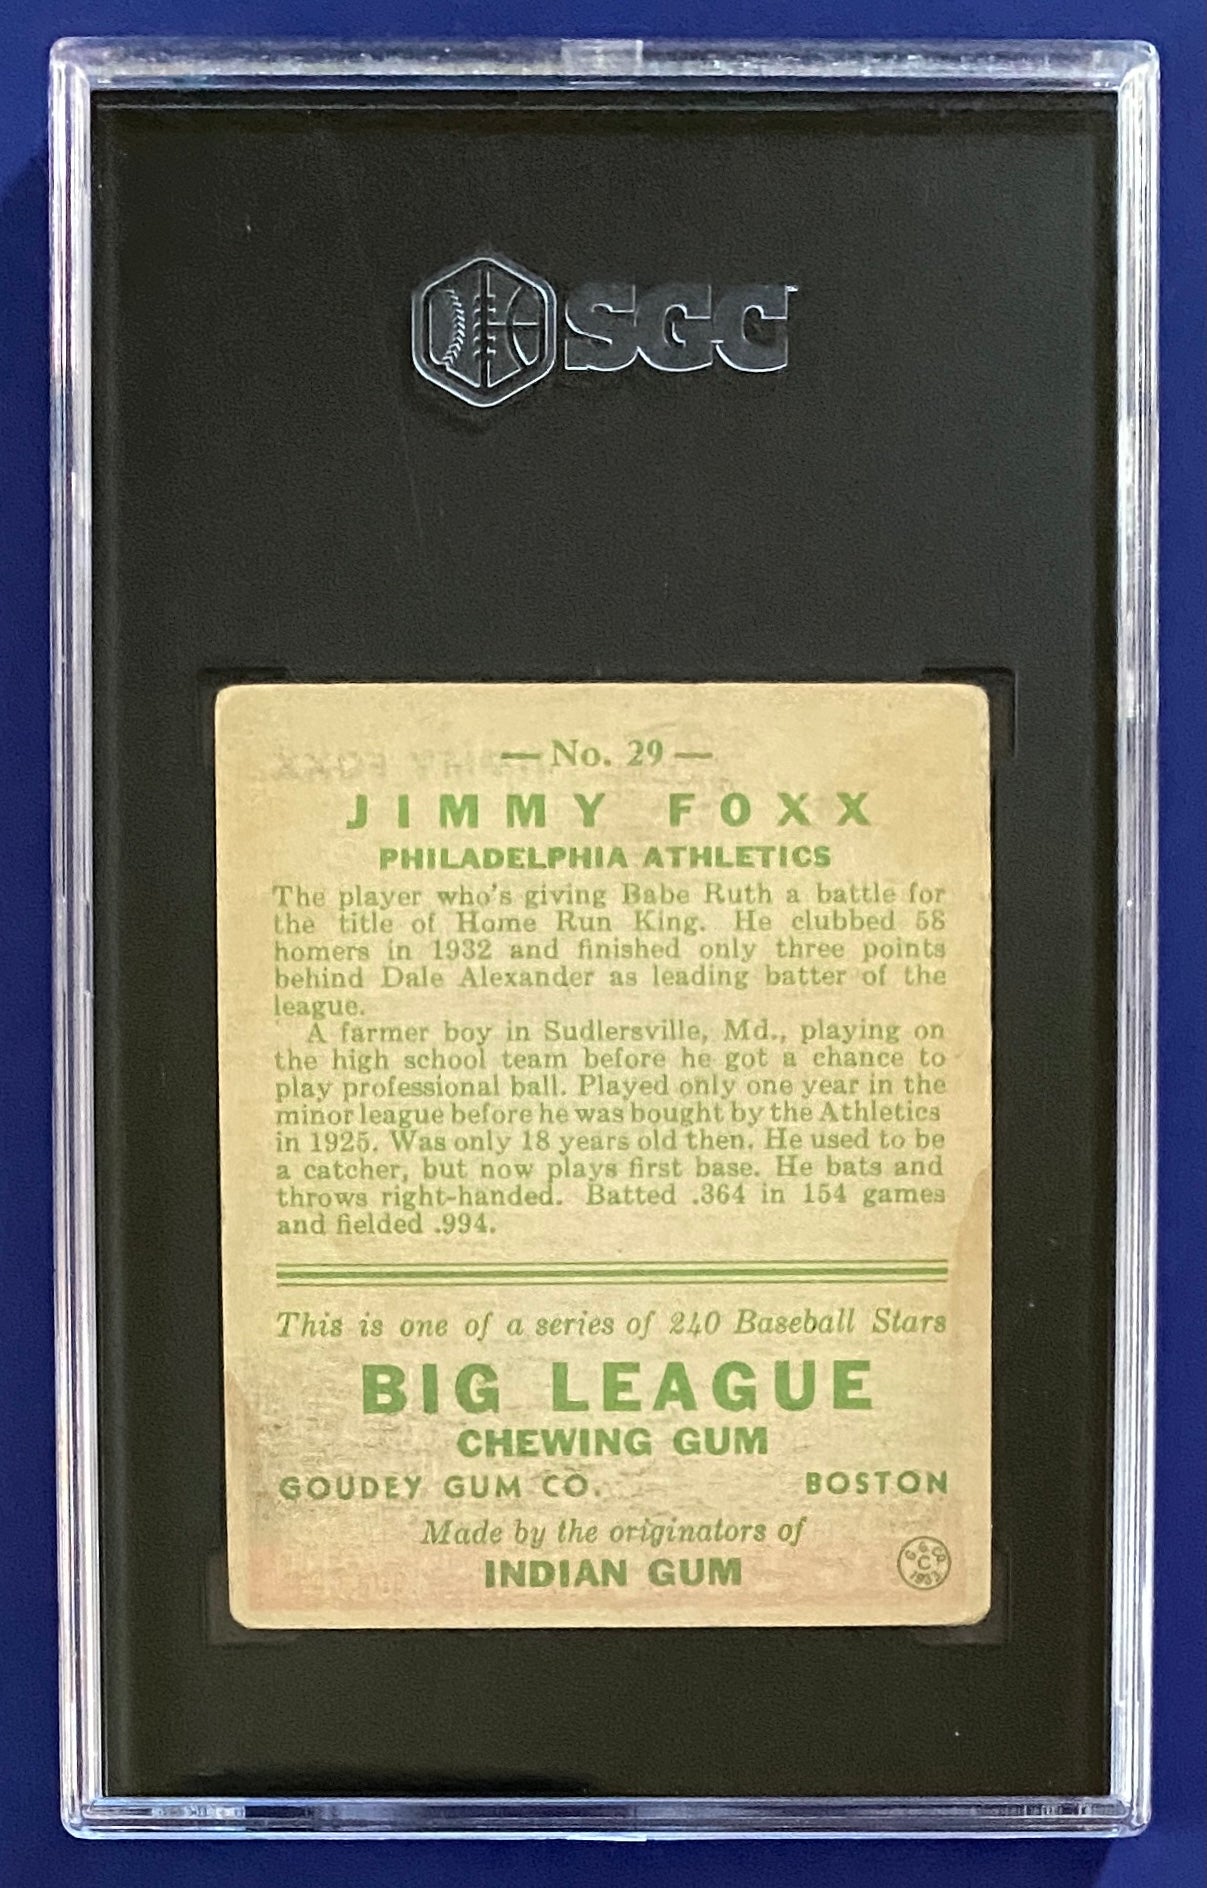 SGC
— No. 29 —
JIMMY FOXX
PHILADELPHIA ATHLETICS
The player who's giving Babe Ruth a battle for
the title of Home Run King. He clubbed 58
homers in 1932 and finished only three points
behind Dale Alexander as leading batter of the
league.
A farmer boy in Sudlersville, Md., playing on
the high school team before he got a chance to
play professional ball. Played only one year in the
minor league before he was bought by the Athletics
in 1925. Was only 18 years old then. He used to be
a catcher, but now plays first base. He bats and
throws right-handed. Batted .364 in 154 games
and fielded .994.
This is one of a series of 240 Baseball Stars
BIG LEAGUE
CHEWING GUM
GOUDEY GUM CO. BOSTON
Made by the originators of
INDIAN GUM
G. G. CO.
C
1933